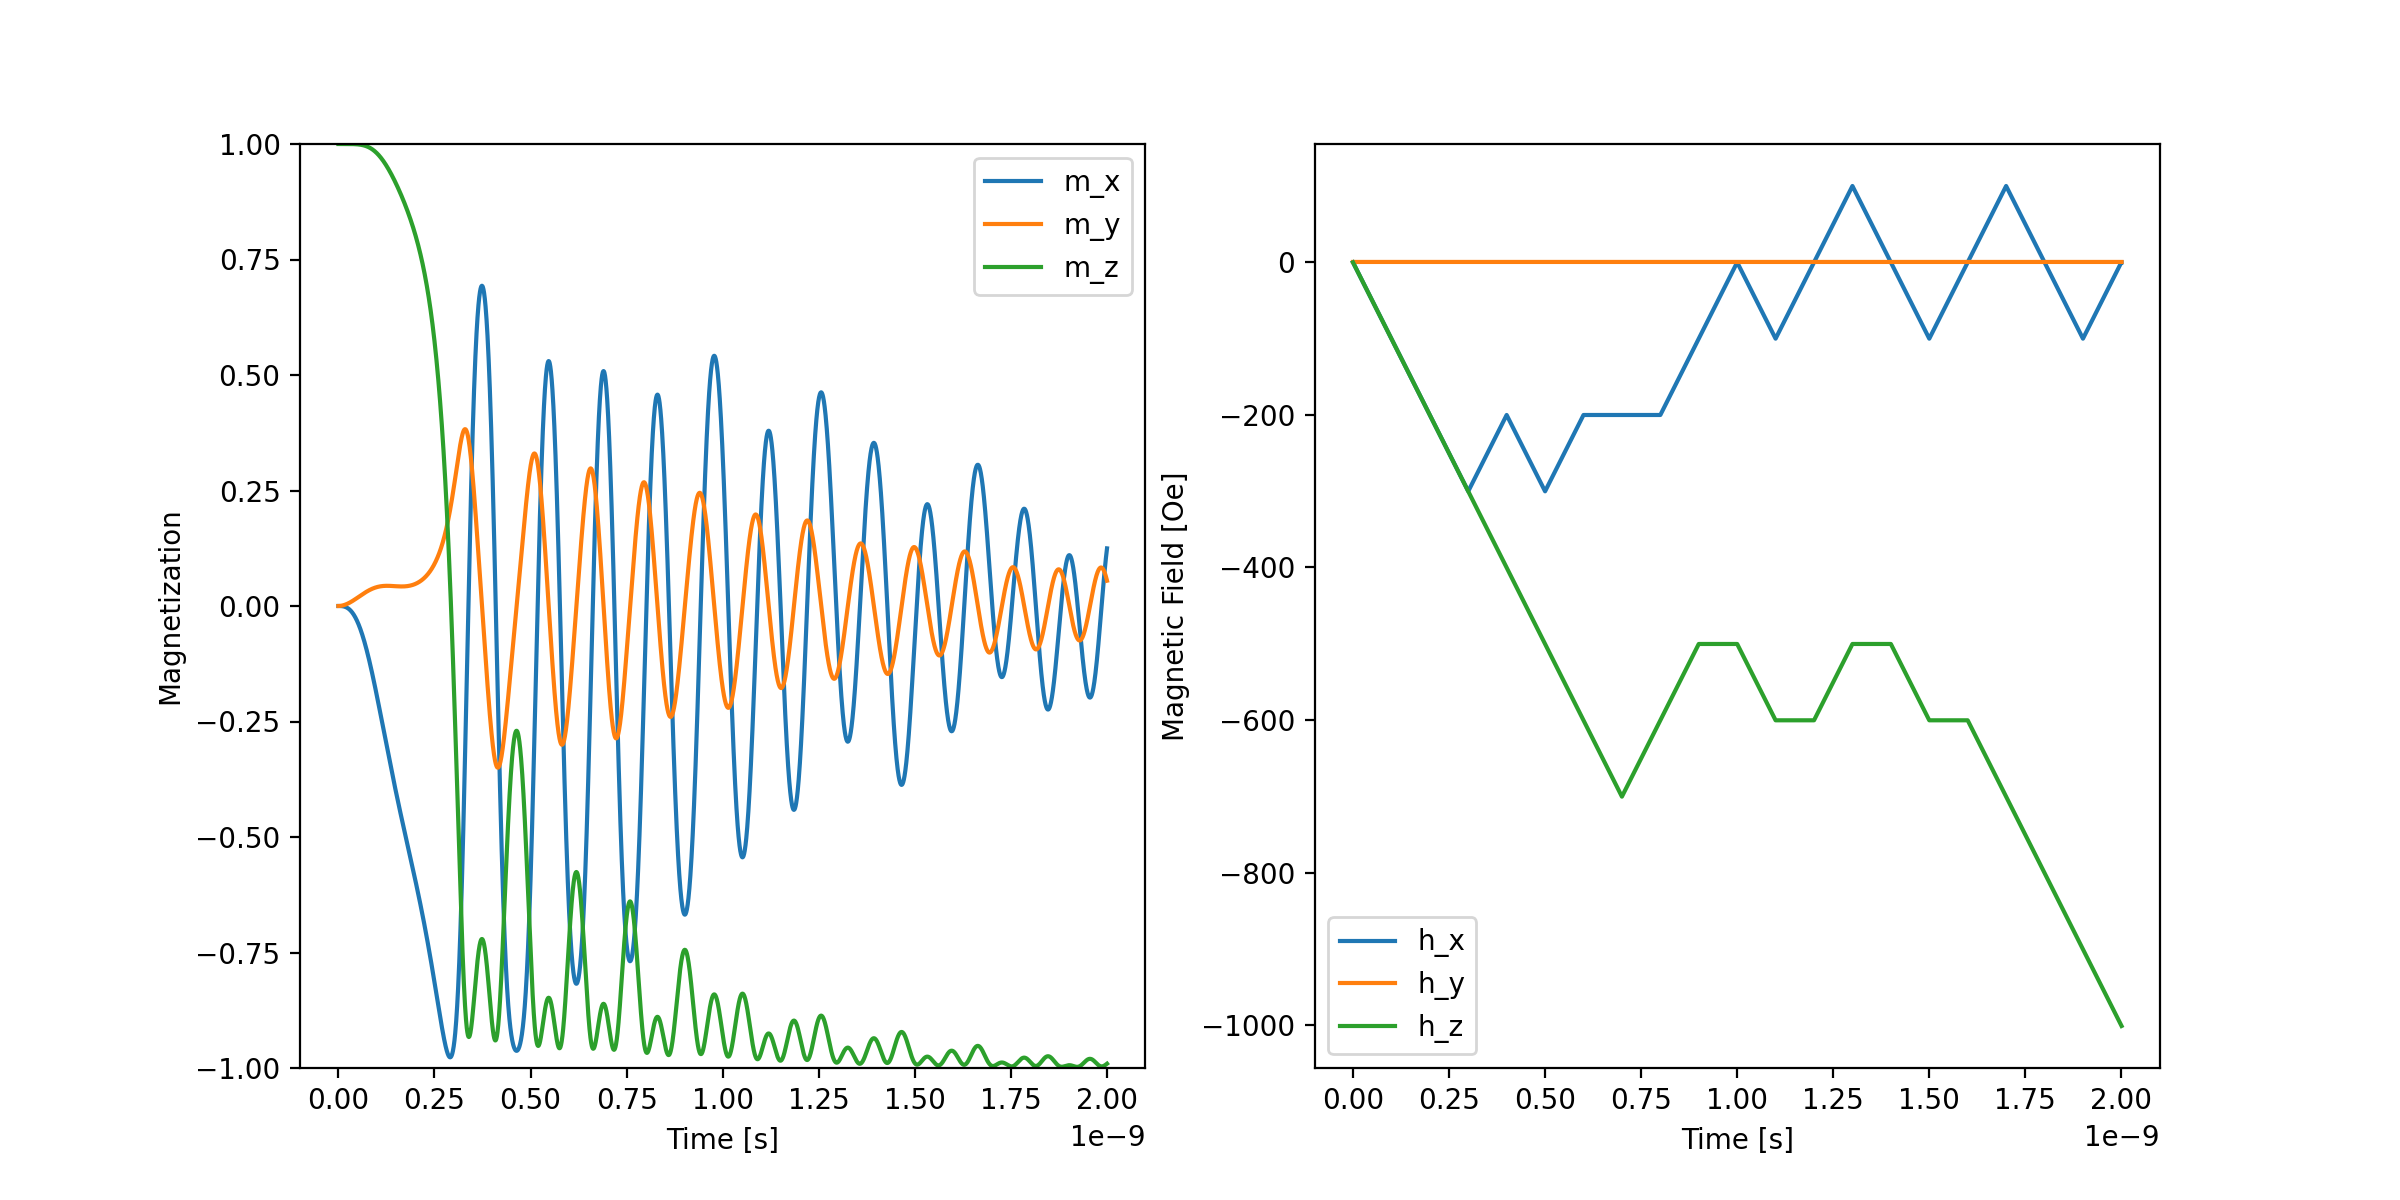 Magnetization
1.00
0.75
0.50
0.25
0.00
−0.25
−0.50
−0.75
−1.00
0.00 0.25 0.50 0.75 1.00 1.25 1.50 1.75 2.00
Time [s]
1e−9
m_x
m_y
m_z
Magnetic Field [Oe]
0
−200
−400
−600
−800
−1000
0.00 0.25 0.50 0.75 1.00 1.25 1.50 1.75 2.00
Time [s]
1e−9
h_x
h_y
h_z